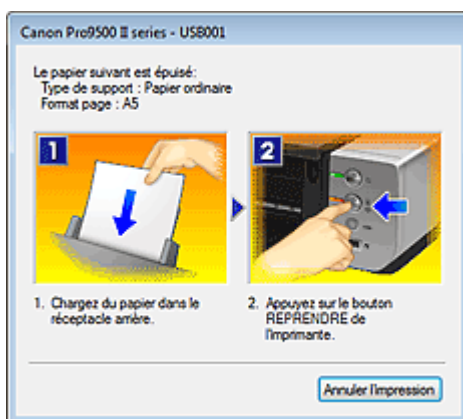 Canon Pro9500 II series - USB001
Le papier suivant est épuisé:
Type de support : Papier ordinaire
Format page : A5
1
2
1. Chargez du papier dans le
réceptacle arrière.
2. Appuyez sur le bouton
REPRENDRE de
l'imprimante.
Annuler l'impression